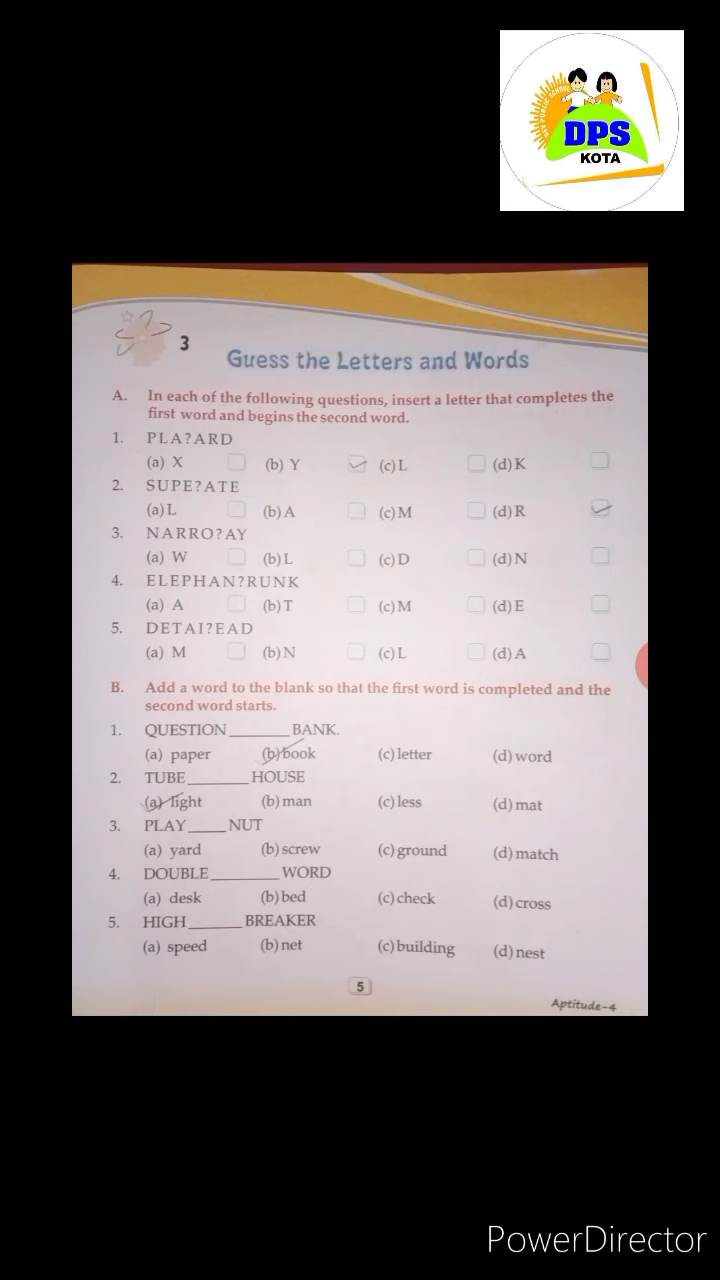 DPS
KOTA
3
Guess the Letters and Words
A. In each of the following questions, insert a letter that completes the
first word and begins the second word.
1. PLA?ARD
(a) X (b) Y (c) L (d) K
2. SUPE?ATE
(a) L (b) A (c) M (d) R
3. NARRO?AY
(a) W (b) L (c) D (d) N
4. ELEPHAN?RUNK
(a) A (b) T (c) M (d) E
5. DETAI?EAD
(a) M (b) N (c) L (d) A
B. Add a word to the blank so that the first word is completed and the
second word starts.
1. QUESTION_______BANK.
(a) paper (b) book (c) letter (d) word
2. TUBE_______HOUSE
(a) light (b) man (c) less (d) mat
3. PLAY____NUT
(a) yard (b) screw (c) ground (d) match
4. DOUBLE________WORD
(a) desk (b) bed (c) check (d) cross
5. HIGH______BREAKER
(a) speed (b) net (c) building (d) nest
5
Aptitude-4
PowerDirector